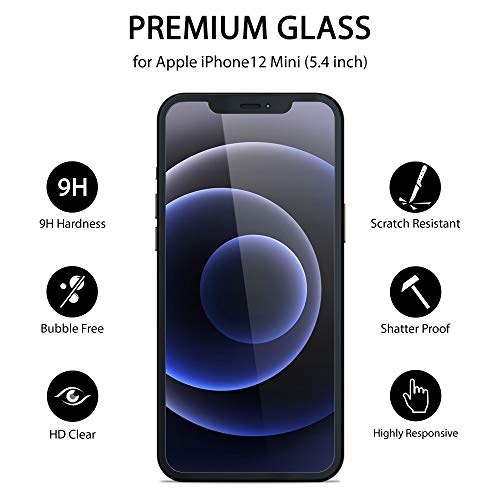 PREMIUM GLASS
for Apple iPhone12 Mini (5.4 inch)
9H
9H Hardness
Scratch Resistant
Bubble Free
Shatter Proof
HD Clear
Highly Responsive